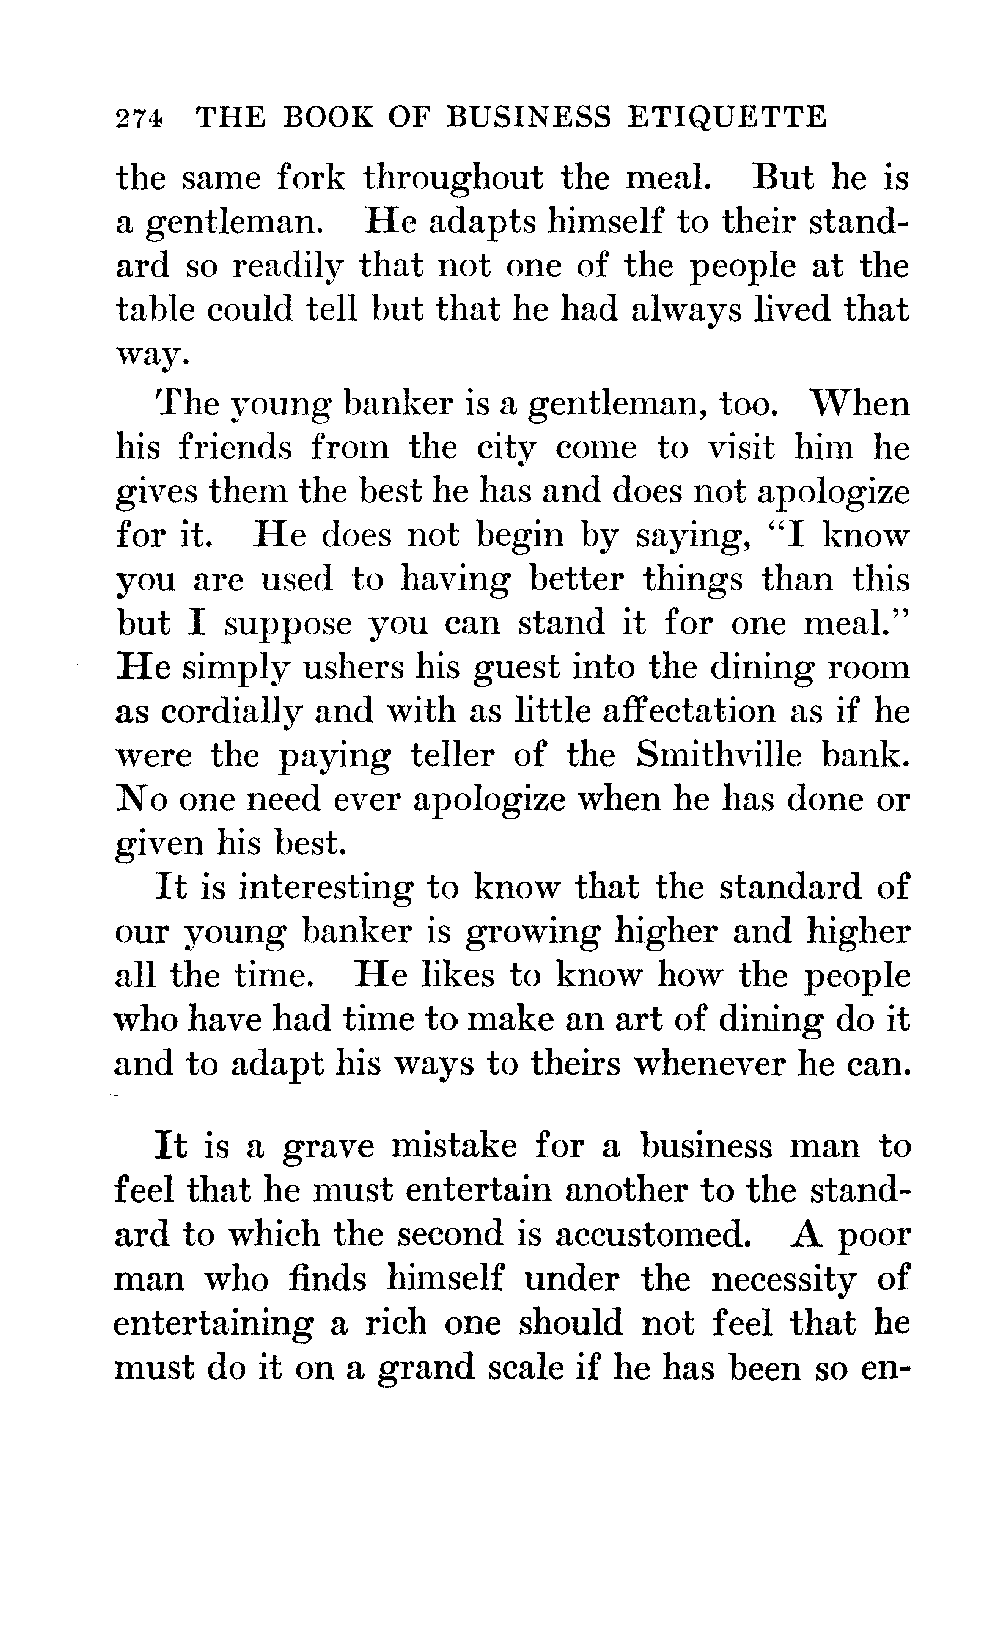 274 THE BOOK OF BUSINESS ETIQUETTE
the same fork throughout the meal. But he is
a gentleman. He adapts himself to their stand-
ard so readily that not one of the people at the
table could tell but that he had always lived that
way.
The young banker is a gentleman, too. When
his friends from the city come to visit him he
gives them the best he has and does not apologize
for it. He does not begin by saying, “I know
you are used to having better things than this
but I suppose you can stand it for one meal.”
He simply ushers his guest into the dining room
as cordially and with as little affectation as if he
were the paying teller of the Smithville bank.
No one need ever apologize when he has done or
given his best.
It is interesting to know that the standard of
our young banker is growing higher and higher
all the time. He likes to know how the people
who have had time to make an art of dining do it
and to adapt his ways to theirs whenever he can.
It is a grave mistake for a business man to
feel that he must entertain another to the stand-
ard to which the second is accustomed. A poor
man who finds himself under the necessity of
entertaining a rich one should not feel that he
must do it on a grand scale if he has been so en-